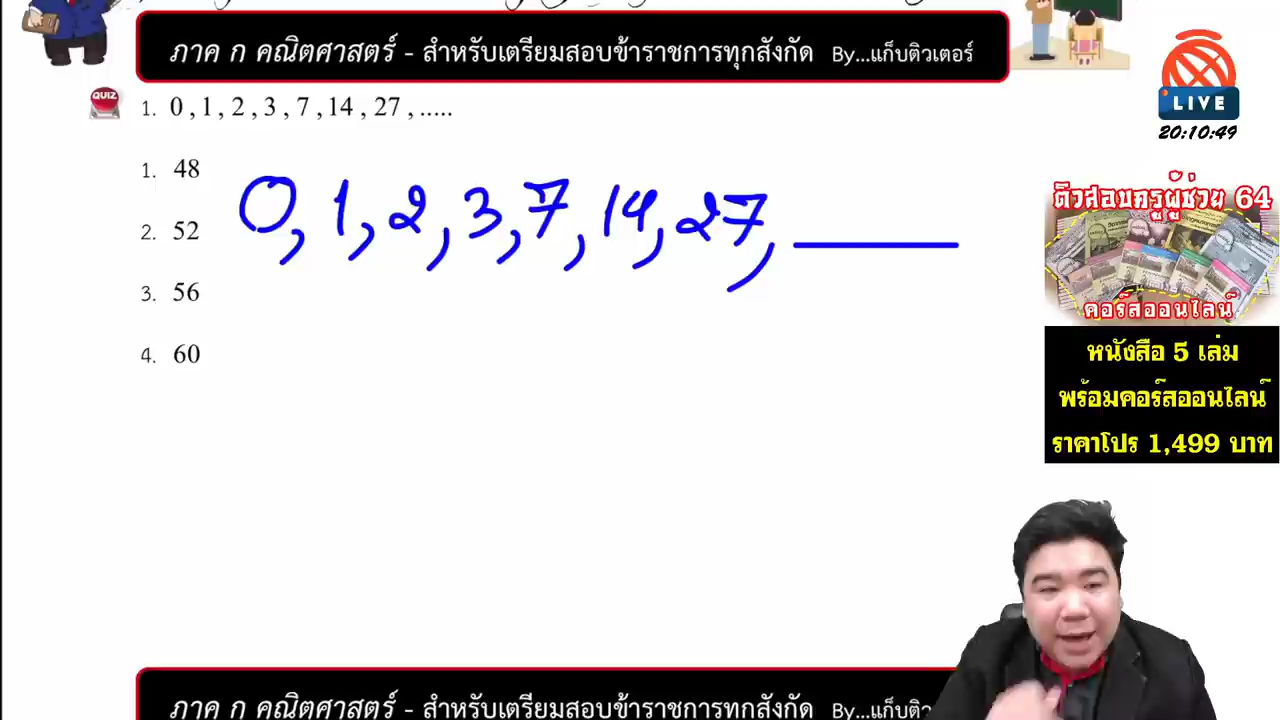 ภาค ก คณิตศาสตร์ - สำหรับเตรียมสอบข้าราชการทุกสังกัด By...แก็บติวเตอร์
LIVE
20:10:49
QUIZ
1. 0 , 1 , 2 , 3 , 7 , 14 , 27 , .....
1. 48
0, 1, 2, 3, 7, 14, 27, ____
2. 52
3. 56
4. 60
ติวสอบครูผู้ช่วย 64
คอร์สออนไลน์
หนังสือ 5 เล่ม
พร้อมคอร์สออนไลน์
ราคาโปร 1,499 บาท
ภาค ก คณิตศาสตร์ - สำหรับเตรียมสอบข้าราชการทุกสังกัด By...แก็บติว